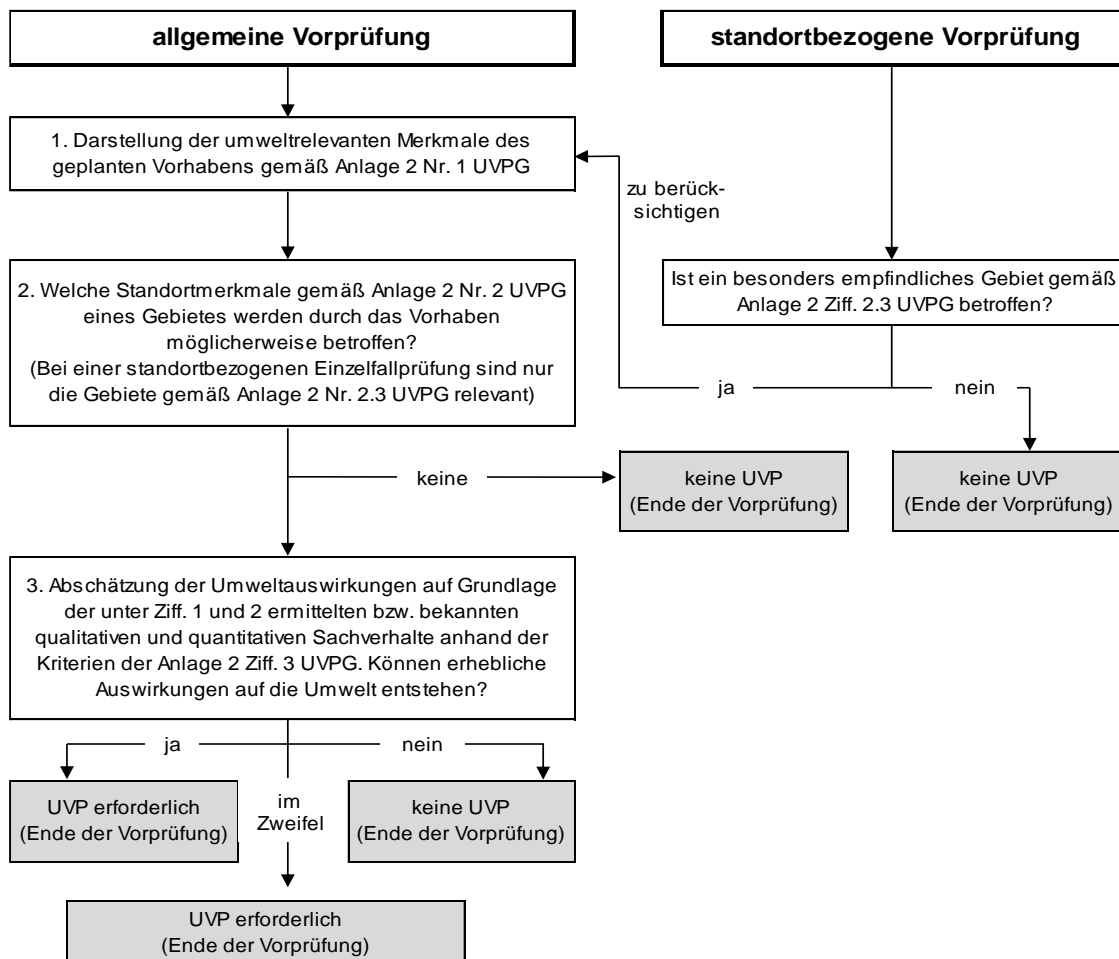 allgemeine Vorprüfung
standortbezogene Vorprüfung
1. Darstellung der umweltrelevanten Merkmale des
geplanten Vorhabens gemäß Anlage 2 Nr. 1 UVPG
zu berück-
sichtigen
2. Welche Standortmerkmale gemäß Anlage 2 Nr. 2 UVPG
eines Gebietes werden durch das Vorhaben
möglicherweise betroffen?
(Bei einer standortbezogenen Einzelfallprüfung sind nur
die Gebiete gemäß Anlage 2 Nr. 2.3 UVPG relevant)
Ist ein besonders empfindliches Gebiet gemäß
Anlage 2 Ziff. 2.3 UVPG betroffen?
ja
nein
keine
keine UVP
(Ende der Vorprüfung)
keine UVP
(Ende der Vorprüfung)
3. Abschätzung der Umweltauswirkungen auf Grundlage
der unter Ziff. 1 und 2 ermittelten bzw. bekannten
qualitativen und quantitativen Sachverhalte anhand der
Kriterien der Anlage 2 Ziff. 3 UVPG. Können erhebliche
Auswirkungen auf die Umwelt entstehen?
ja
nein
UVP erforderlich
(Ende der Vorprüfung)
im
Zweifel
keine UVP
(Ende der Vorprüfung)
UVP erforderlich
(Ende der Vorprüfung)